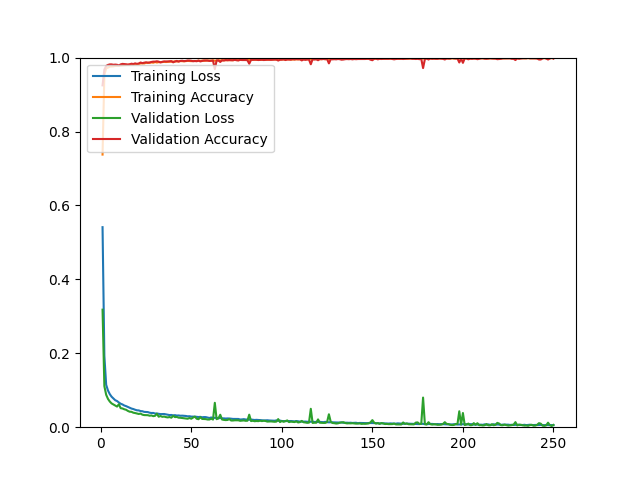 1.0
0.8
0.6
0.4
0.2
0.0
Training Loss
Training Accuracy
Validation Loss
Validation Accuracy
0 50 100 150 200 250